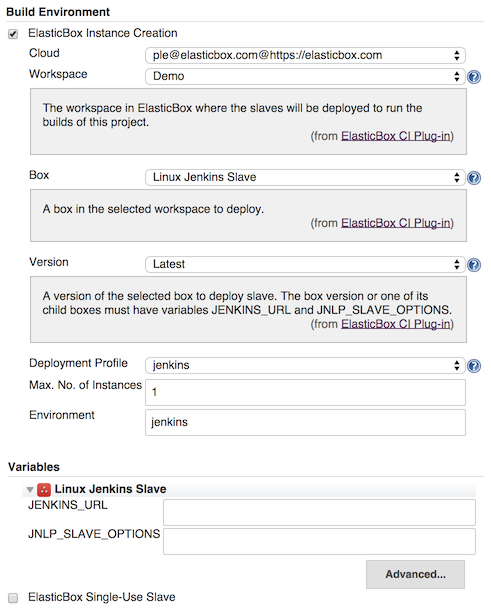 Build Environment
ElasticBox Instance Creation
Cloud
ple@elasticbox.com@https://elasticbox.com
Workspace
Demo
The workspace in ElasticBox where the slaves will be deployed to run the
builds of this project.
(from ElasticBox CI Plug-in)
Box
Linux Jenkins Slave
A box in the selected workspace to deploy.
(from ElasticBox CI Plug-in)
Version
Latest
A version of the selected box to deploy slave. The box version or one of its
child boxes must have variables JENKINS_URL and JNLP_SLAVE_OPTIONS.
(from ElasticBox CI Plug-in)
Deployment Profile
jenkins
Max. No. of Instances
1
Environment
jenkins
Variables
Linux Jenkins Slave
JENKINS_URL
JNLP_SLAVE_OPTIONS
Advanced...
ElasticBox Single-Use Slave